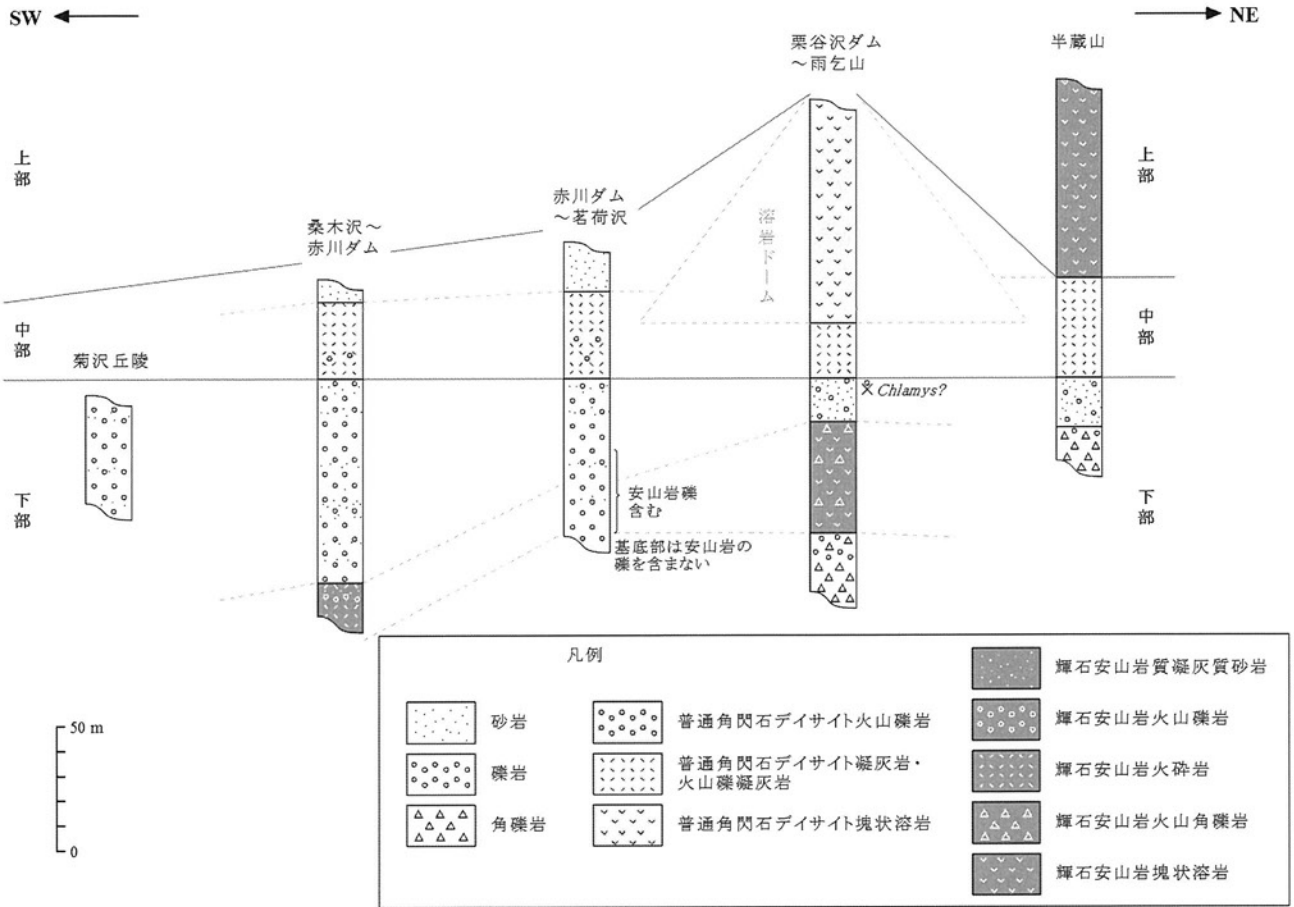 SW
NE
栗谷沢ダム
〜雨乞山
半蔵山
上部
上部
赤川ダム
〜茗荷沢
溶岩ドーム
桑木沢〜
赤川ダム
中部
中部
菊沢丘陵
Chlamys?
下部
下部
安山岩礫
含む
基底部は安山岩の
礫を含まない
凡例
砂岩
礫岩
角礫岩
普通角閃石デイサイト火山礫岩
普通角閃石デイサイト凝灰岩・
火山礫凝灰岩
普通角閃石デイサイト塊状溶岩
輝石安山岩質凝灰質砂岩
輝石安山岩火山礫岩
輝石安山岩火砕岩
輝石安山岩火山角礫岩
輝石安山岩塊状溶岩
50 m
0